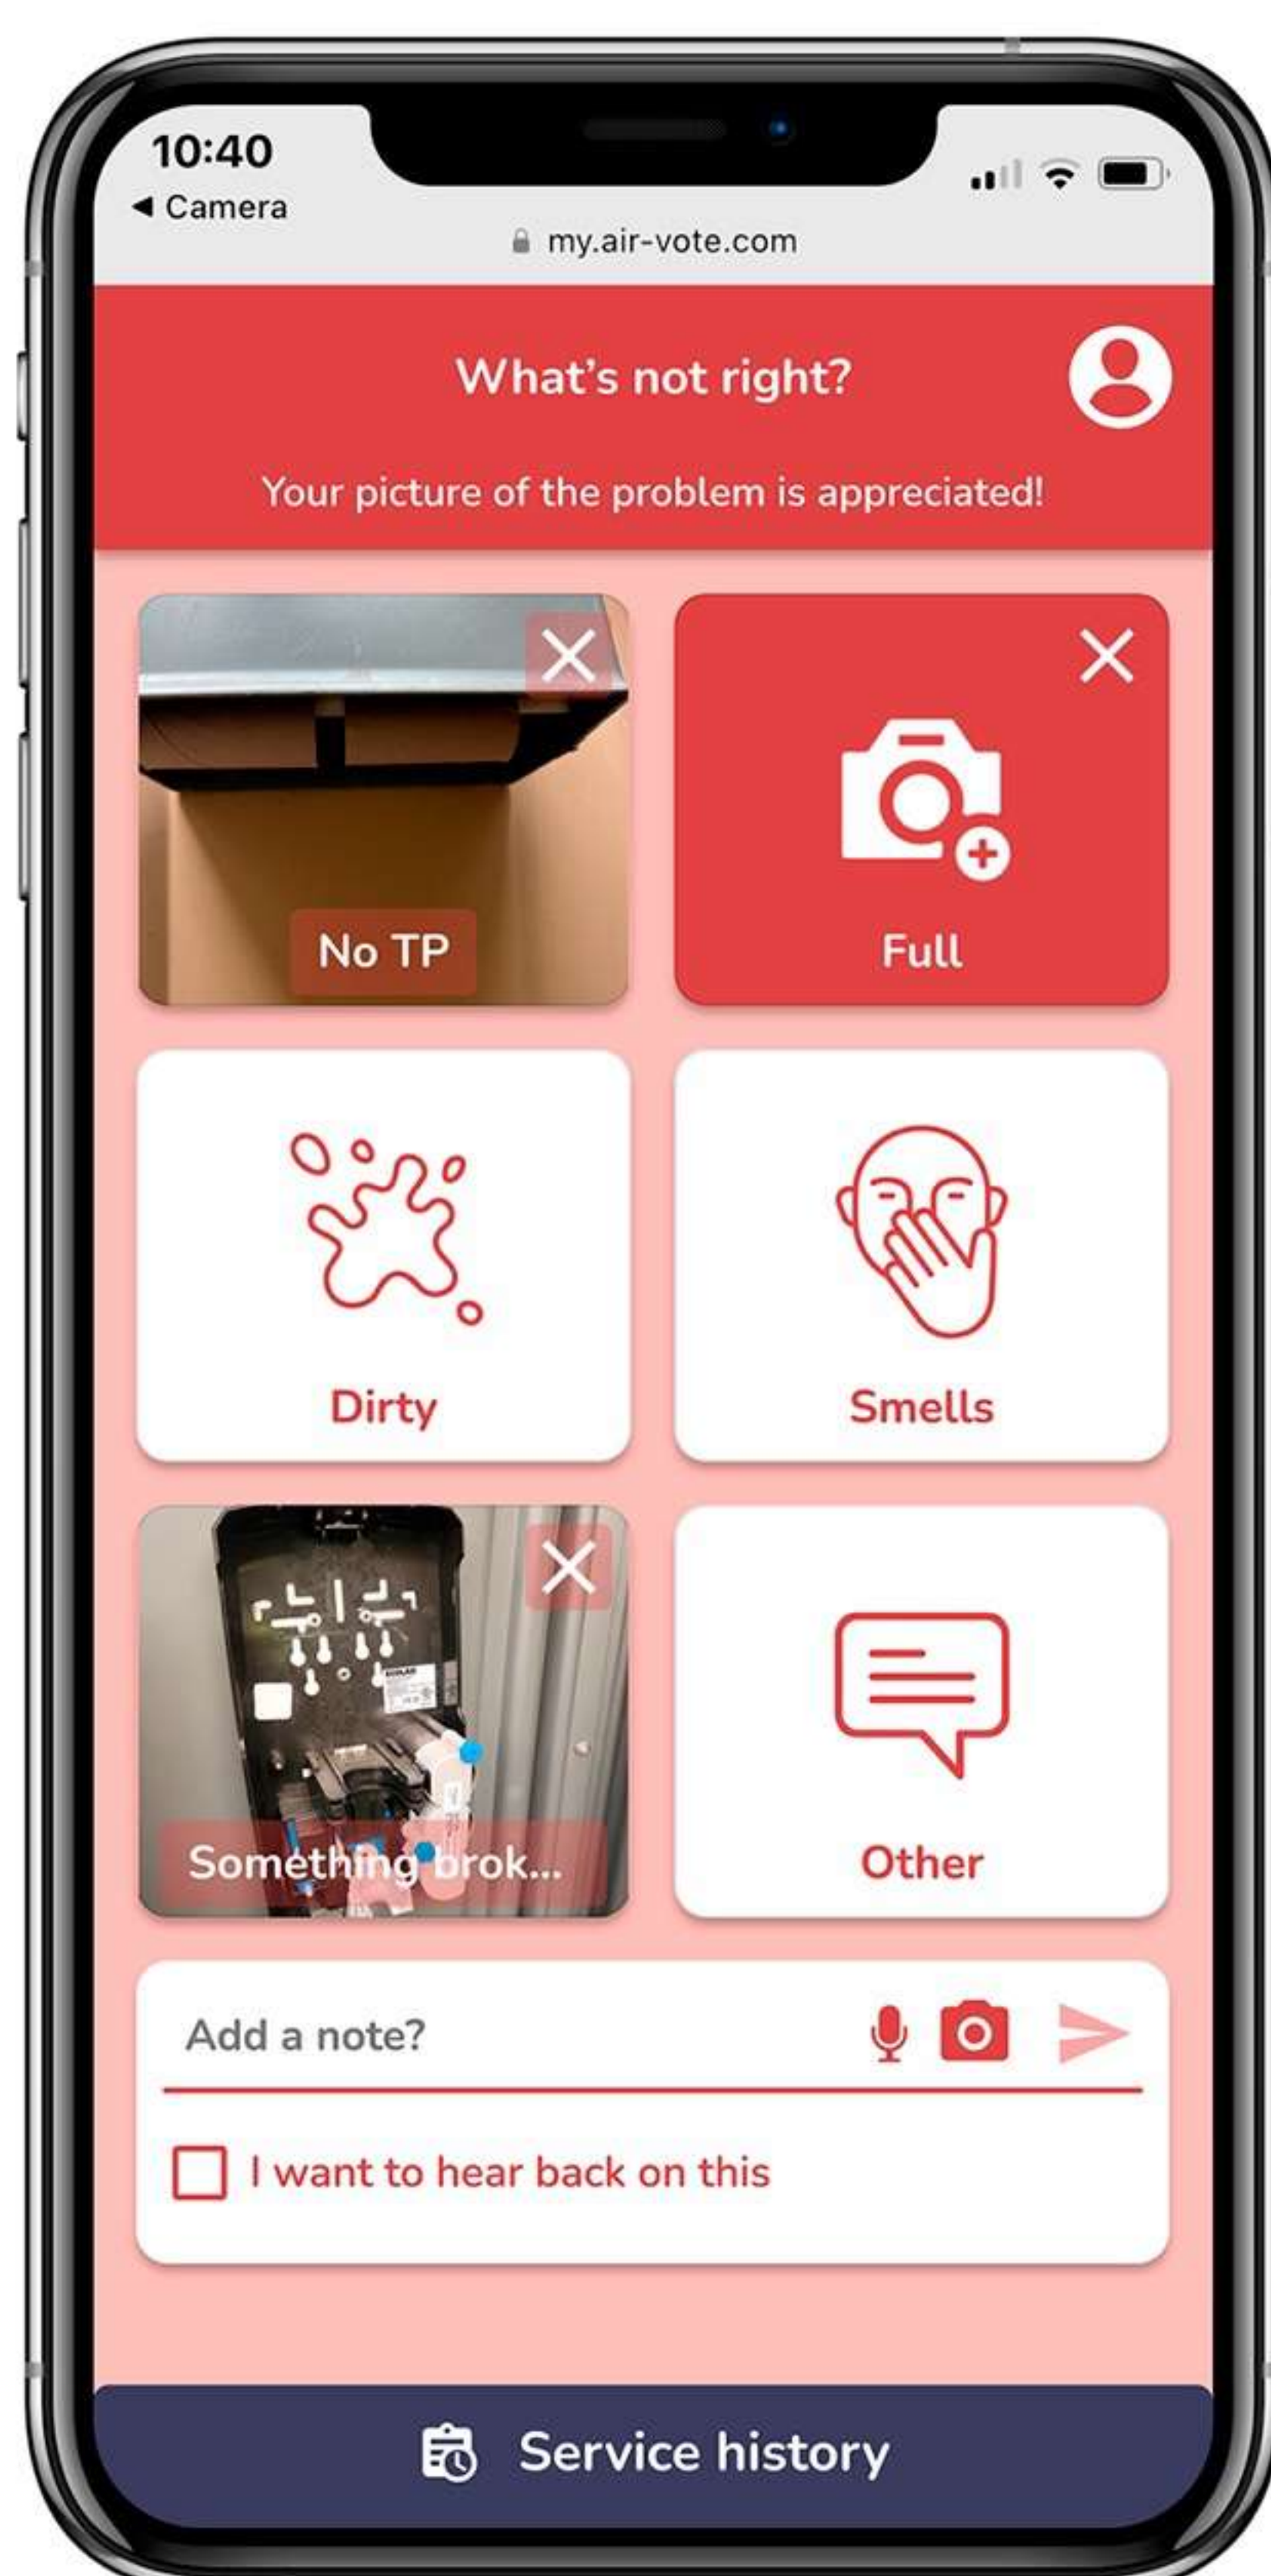 10:40
◀ Camera
my.air-vote.com
What's not right?
Your picture of the problem is appreciated!
No TP
Full
Dirty
Smells
ECOLAB
Something brok...
Other
Add a note?
I want to hear back on this
Service history